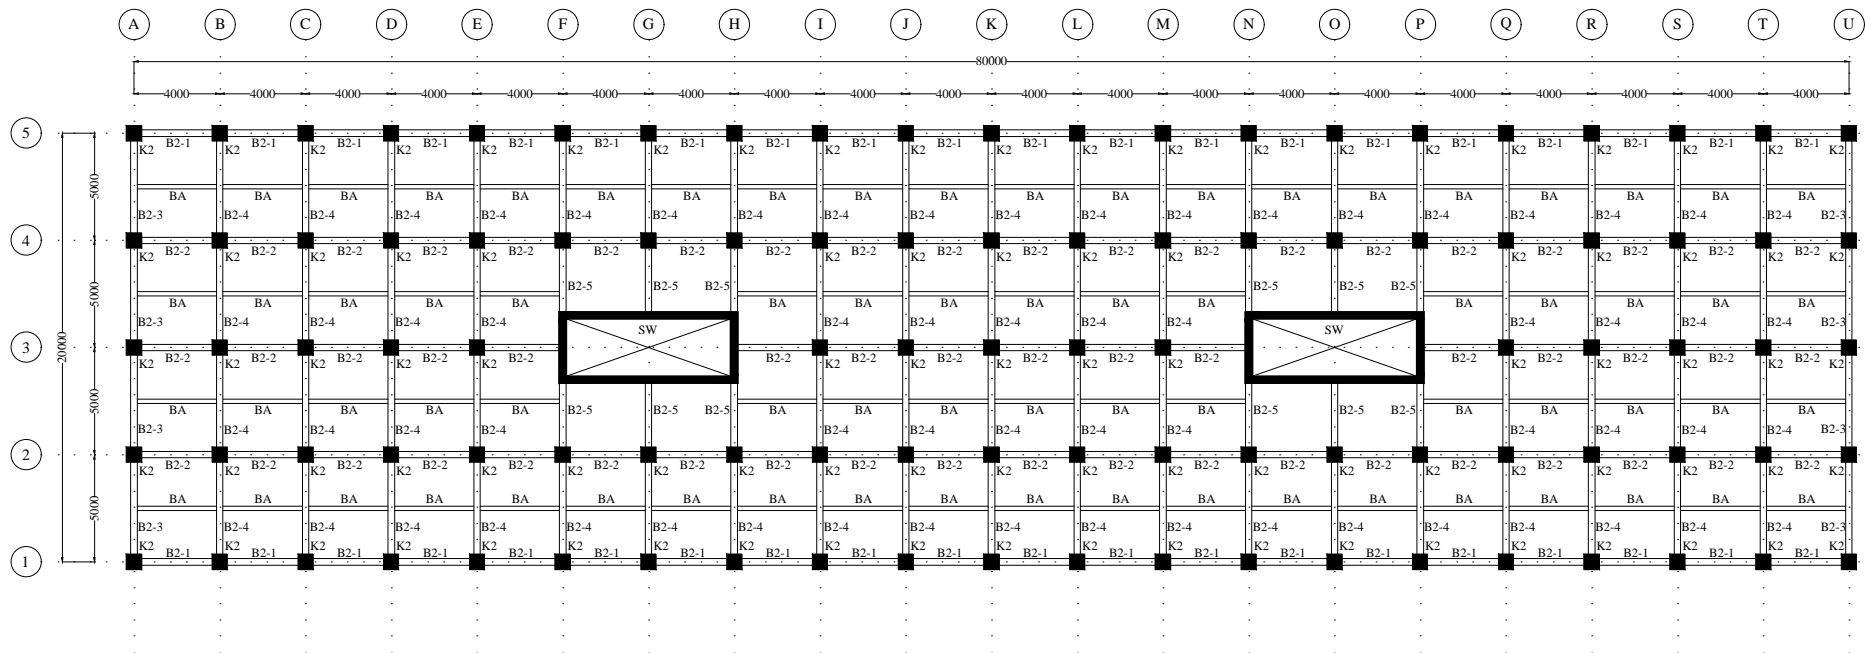 A B C D E F G H I J K L M N O P Q R S T U
80000
4000 4000 4000 4000 4000 4000 4000 4000 4000 4000 4000 4000 4000 4000 4000 4000 4000 4000 4000 4000
5
K2 B2-1 K2 B2-1 K2 B2-1 K2 B2-1 K2 B2-1 K2 B2-1 K2 B2-1 K2 B2-1 K2 B2-1 K2 B2-1 K2 B2-1 K2 B2-1 K2 B2-1 K2 B2-1 K2 B2-1 K2 B2-1 K2 B2-1 K2 B2-1 K2 B2-1 K2 B2-1 K2
5000
BA BA BA BA BA BA BA BA BA BA BA BA BA BA BA BA BA BA BA BA
B2-3 B2-4 B2-4 B2-4 B2-4 B2-4 B2-4 B2-4 B2-4 B2-4 B2-4 B2-4 B2-4 B2-4 B2-4 B2-4 B2-4 B2-4 B2-4 B2-4 B2-3
4
K2 B2-2 K2 B2-2 K2 B2-2 K2 B2-2 K2 B2-2 B2-2 B2-2 B2-2 K2 B2-2 K2 B2-2 K2 B2-2 K2 B2-2 K2 B2-2 B2-2 B2-2 B2-2 K2 B2-2 K2 B2-2 K2 B2-2 K2 B2-2 K2
B2-5 B2-5 B2-5 B2-5 B2-5 B2-5
5000
BA BA BA BA BA BA BA BA BA BA BA BA BA BA BA BA
B2-3 B2-4 B2-4 B2-4 B2-4 SW B2-4 B2-4 B2-4 B2-4 B2-4 SW B2-4 B2-4 B2-4 B2-4 B2-3
3
20000
K2 B2-2 K2 B2-2 K2 B2-2 K2 B2-2 K2 B2-2 B2-2 K2 B2-2 K2 B2-2 K2 B2-2 K2 B2-2 K2 B2-2 B2-2 K2 B2-2 K2 B2-2 K2 B2-2 K2 B2-2 K2
5000
BA BA BA BA BA B2-5 B2-5 B2-5 BA BA BA BA BA BA B2-5 B2-5 B2-5 BA BA BA BA BA
B2-3 B2-4 B2-4 B2-4 B2-4 B2-4 B2-4 B2-4 B2-4 B2-4 B2-4 B2-4 B2-4 B2-4 B2-3
2
K2 B2-2 K2 B2-2 K2 B2-2 K2 B2-2 K2 B2-2 K2 B2-2 K2 B2-2 K2 B2-2 K2 B2-2 K2 B2-2 K2 B2-2 K2 B2-2 K2 B2-2 K2 B2-2 K2 B2-2 K2 B2-2 K2 B2-2 K2 B2-2 K2 B2-2 K2 B2-2 K2
BA BA BA BA BA BA BA BA BA BA BA BA BA BA BA BA BA BA BA BA
5000
B2-3 B2-4 B2-4 B2-4 B2-4 B2-4 B2-4 B2-4 B2-4 B2-4 B2-4 B2-4 B2-4 B2-4 B2-4 B2-4 B2-4 B2-4 B2-4 B2-4 B2-3
K2 B2-1 K2 B2-1 K2 B2-1 K2 B2-1 K2 B2-1 K2 B2-1 K2 B2-1 K2 B2-1 K2 B2-1 K2 B2-1 K2 B2-1 K2 B2-1 K2 B2-1 K2 B2-1 K2 B2-1 K2 B2-1 K2 B2-1 K2 B2-1 K2 B2-1 K2 B2-1 K2
1